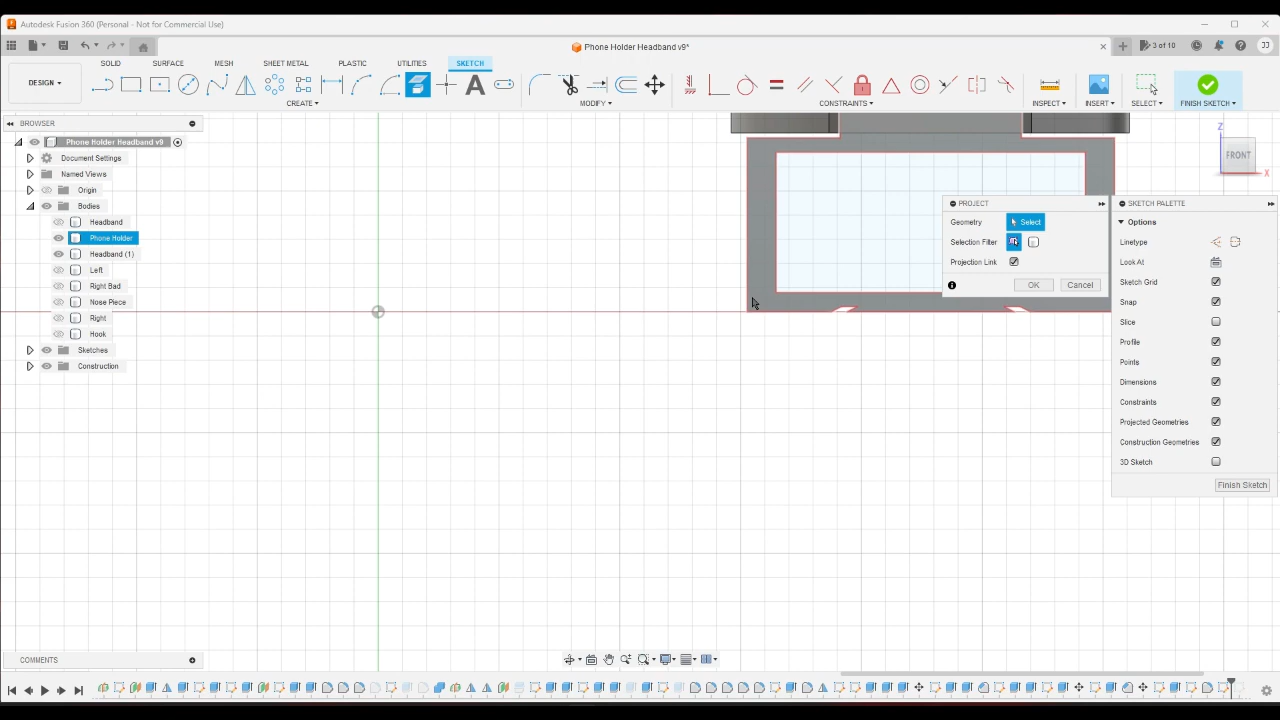 Autodesk Fusion 360 (Personal - Not for Commercial Use)
Phone Holder Headband v9*
3 of 10
JJ
SOLID SURFACE MESH SHEET METAL PLASTIC UTILITIES SKETCH
DESIGN
CREATE MODIFY CONSTRAINTS INSPECT INSERT SELECT FINISH SKETCH
BROWSER
Phone Holder Headband v9
Document Settings
Named Views
Origin
Bodies
Headband
Phone Holder
Headband (1)
Left
Right Bad
Nose Piece
Right
Hook
Sketches
Construction
Z
FRONT
X
PROJECT
Geometry Select
Selection Filter
Projection Link
OK Cancel
SKETCH PALETTE
Options
Linetype
Look At
Sketch Grid
Snap
Slice
Profile
Points
Dimensions
Constraints
Projected Geometries
Construction Geometries
3D Sketch
Finish Sketch
COMMENTS